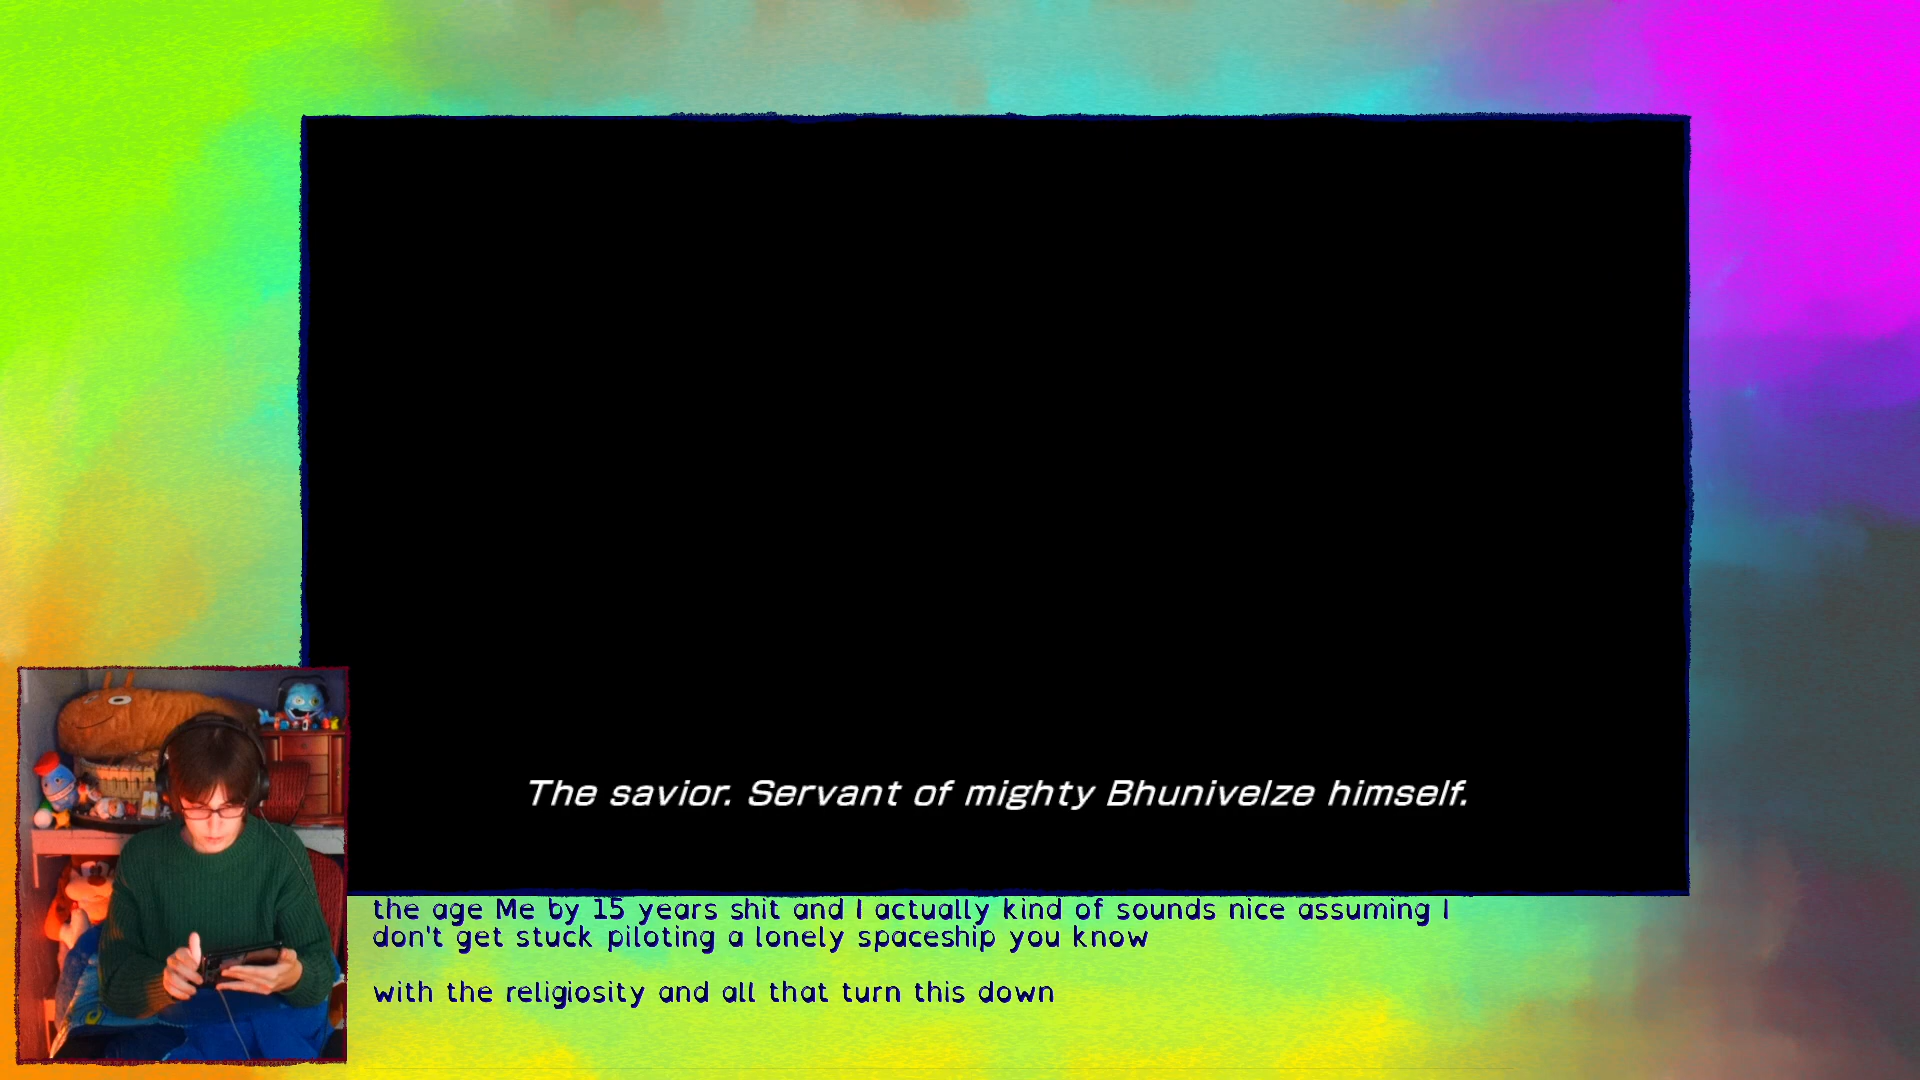 The savior. Servant of mighty Bhunivelze himself.
the age Me by 15 years shit and I actually kind of sounds nice assuming I
don't get stuck piloting a lonely spaceship you know
with the religiosity and all that turn this down